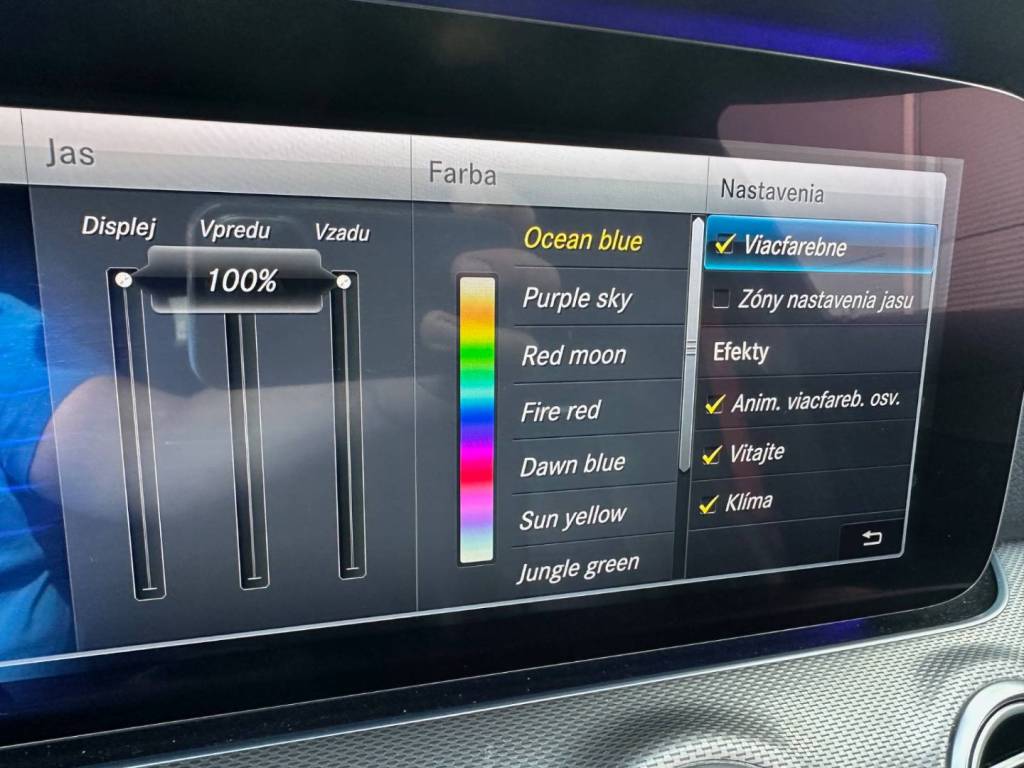 Jas
Farba
Nastavenia
Displej
Vpredu
Vzadu
100%
Ocean blue
Purple sky
Red moon
Fire red
Dawn blue
Sun yellow
Jungle green
Viacfarebne
Zóny nastavenia jasu
Efekty
Anim. viacfareb. osv.
Vitajte
Klíma